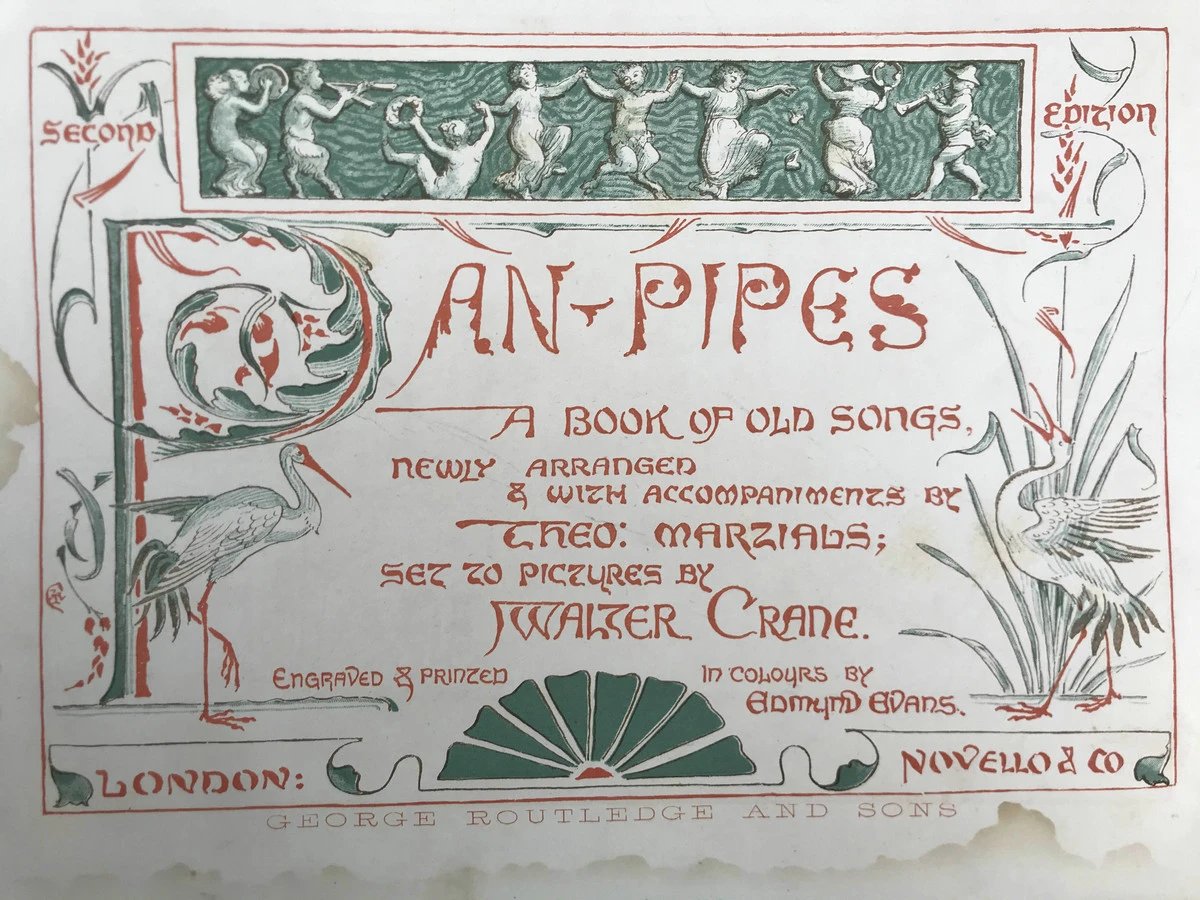 SECOND
EDITION
PAN-PIPES
A BOOK OF OLD SONGS,
NEWLY ARRANGED
& WITH ACCOMPANIMENTS BY
THEO: MARZIALS;
SET TO PICTURES BY
WALTER CRANE.
ENGRAVED & PRINTED
IN COLOURS BY
EDMUND EVANS.
LONDON:
NOVELLO & CO
GEORGE ROUTLEDGE AND SONS